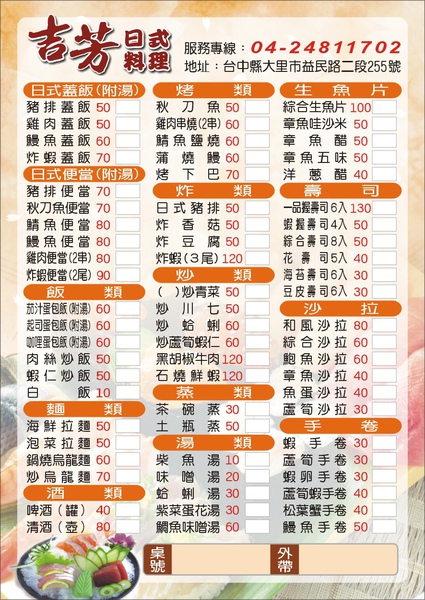 吉芳日式料理
服務專線：04-24811702
地址：台中縣大里市益民路二段255號
日式蓋飯(附湯)
豬排蓋飯 50
雞肉蓋飯 50
鰻魚蓋飯 60
炸蝦蓋飯 70
日式便當(附湯)
豬排便當 70
秋刀魚便當 70
鯖魚便當 80
鰻魚便當 80
雞肉便當(2串) 80
炸蝦便當(2尾) 90
飯類
茄汁蛋包飯(附湯) 60
起司蛋包飯(附湯) 60
咖哩蛋包飯(附湯) 60
肉絲炒飯 50
蝦仁炒飯 50
白飯 10
麵類
海鮮拉麵 50
泡菜拉麵 50
鍋燒烏龍麵 60
炒烏龍麵 60
酒類
啤酒(罐) 40
清酒(壺) 80
烤類
秋刀魚 50
雞肉串燒(2串) 60
鯖魚鹽燒 60
蒲燒鰻 60
烤下巴 70
炸類
日式豬排 50
炸香菇 50
炸豆腐 50
炸蝦(3尾) 120
炒類
( )炒青菜 50
炒川七 50
炒蛤蜊 60
炒蘆筍蝦仁 60
黑胡椒牛肉 120
石燒鮮蝦 120
蒸類
茶碗蒸 30
土瓶蒸 50
湯類
柴魚湯 10
味噌湯 20
蛤蜊湯 30
紫菜蛋花湯 30
鯛魚味噌湯 60
生魚片
綜合生魚片 100
章魚哇沙米 50
章魚醋 50
章魚五味 50
洋蔥醋 40
壽司
一品握壽司6入 130
蝦握壽司4入 50
綜合壽司8入 50
花壽司5入 40
海苔壽司6入 30
豆皮壽司6入 30
沙拉
和風沙拉 80
綜合沙拉 60
鮑魚沙拉 60
章魚沙拉 40
魚蛋沙拉 40
蘆筍沙拉 30
手卷
蝦手卷 30
蘆筍手卷 30
蝦卵手卷 30
蘆筍蝦手卷 40
松葉蟹手卷 40
鰻魚手卷 50
桌號
外帶